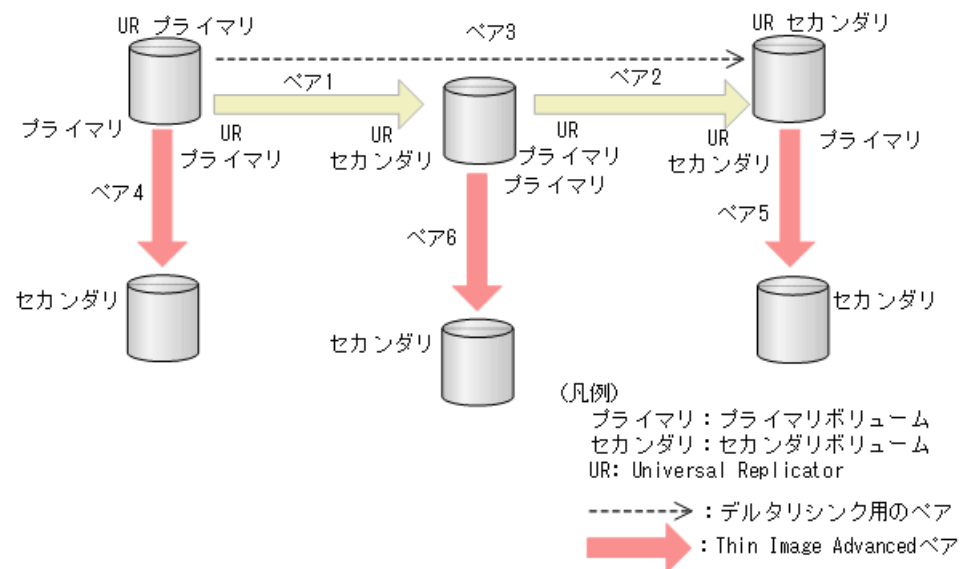 UR プライマリ
ペア3
UR セカンダリ
ペア1
ペア2
プライマリ
UR
プライマリ
UR
セカンダリ
UR
プライマリ
プライマリ
UR
セカンダリ
プライマリ
ペア4
ペア6
ペア5
セカンダリ
セカンダリ
セカンダリ
(凡例)
プライマリ：プライマリボリューム
セカンダリ：セカンダリボリューム
UR: Universal Replicator
：デルタリシンク用のペア
：Thin Image Advancedペア